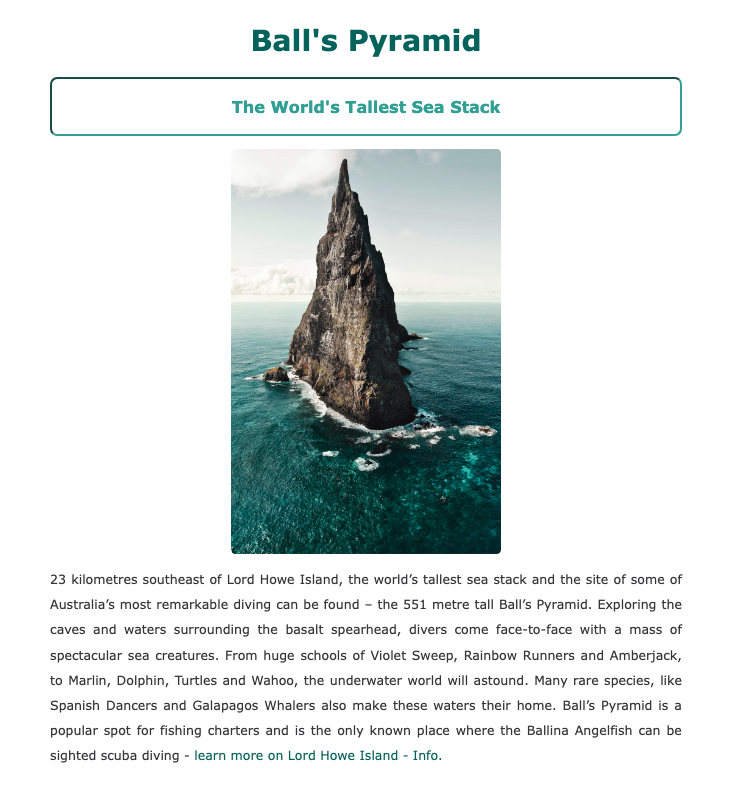 Ball's Pyramid
The World's Tallest Sea Stack
23 kilometres southeast of Lord Howe Island, the world’s tallest sea stack and the site of some of
Australia’s most remarkable diving can be found – the 551 metre tall Ball’s Pyramid. Exploring the
caves and waters surrounding the basalt spearhead, divers come face-to-face with a mass of
spectacular sea creatures. From huge schools of Violet Sweep, Rainbow Runners and Amberjack,
to Marlin, Dolphin, Turtles and Wahoo, the underwater world will astound. Many rare species, like
Spanish Dancers and Galapagos Whalers also make these waters their home. Ball’s Pyramid is a
popular spot for fishing charters and is the only known place where the Ballina Angelfish can be
sighted scuba diving - learn more on Lord Howe Island - Info.